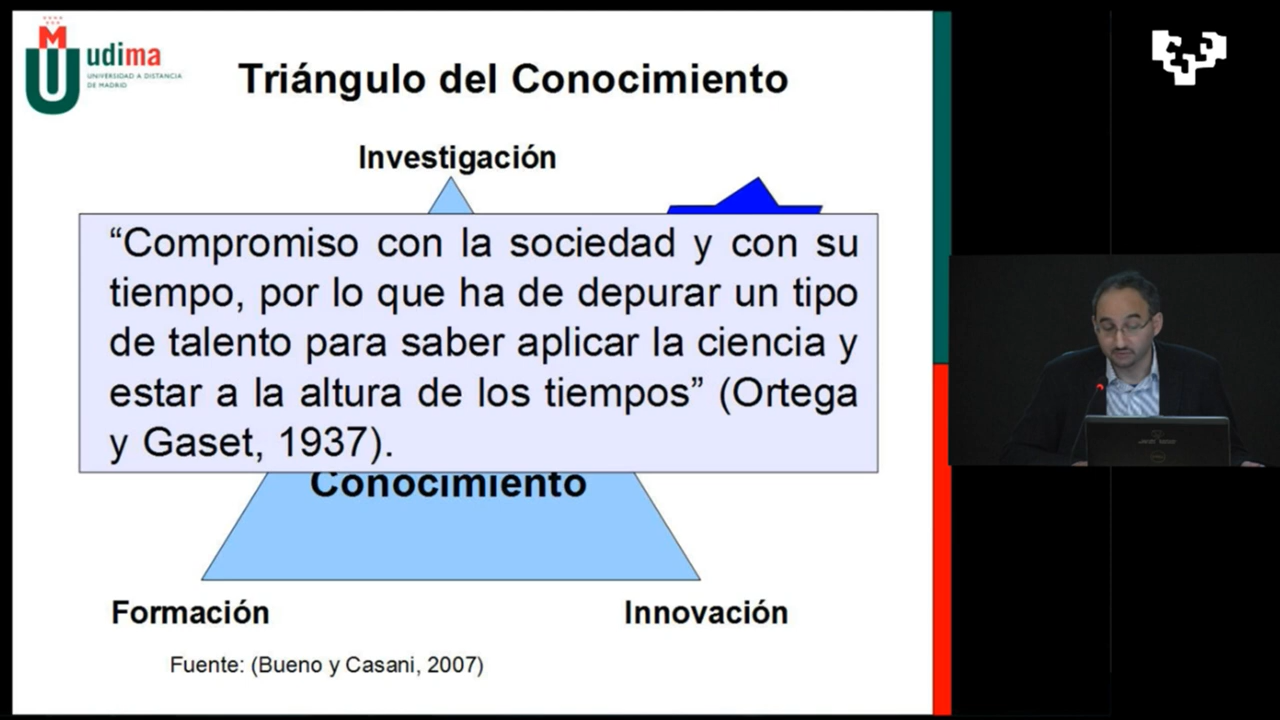 udima
UNIVERSIDAD A DISTANCIA
DE MADRID
Triángulo del Conocimiento
Investigación
“Compromiso con la sociedad y con su
tiempo, por lo que ha de depurar un tipo
de talento para saber aplicar la ciencia y
estar a la altura de los tiempos” (Ortega
y Gaset, 1937).
Conocimiento
Formación
Innovación
Fuente: (Bueno y Casani, 2007)